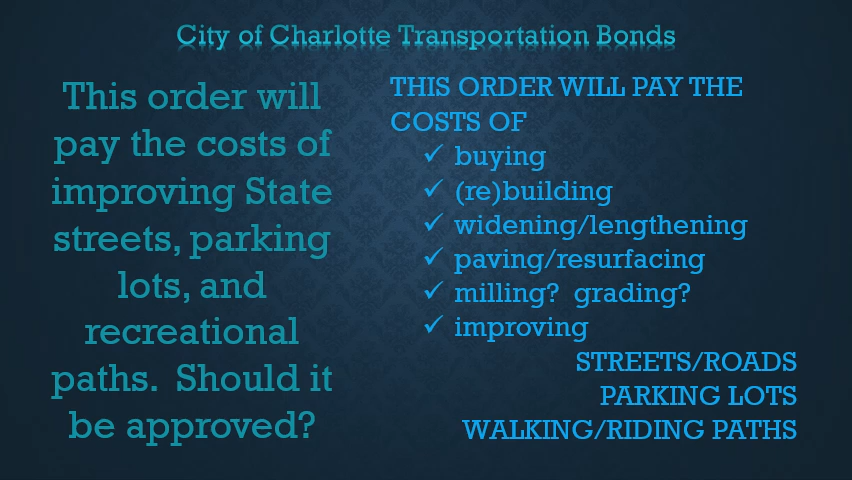 City of Charlotte Transportation Bonds
This order will
pay the costs of
improving State
streets, parking
lots, and
recreational
paths. Should it
be approved?
THIS ORDER WILL PAY THE
COSTS OF
✓ buying
✓ (re)building
✓ widening/lengthening
✓ paving/resurfacing
✓ milling? grading?
✓ improving
STREETS/ROADS
PARKING LOTS
WALKING/RIDING PATHS